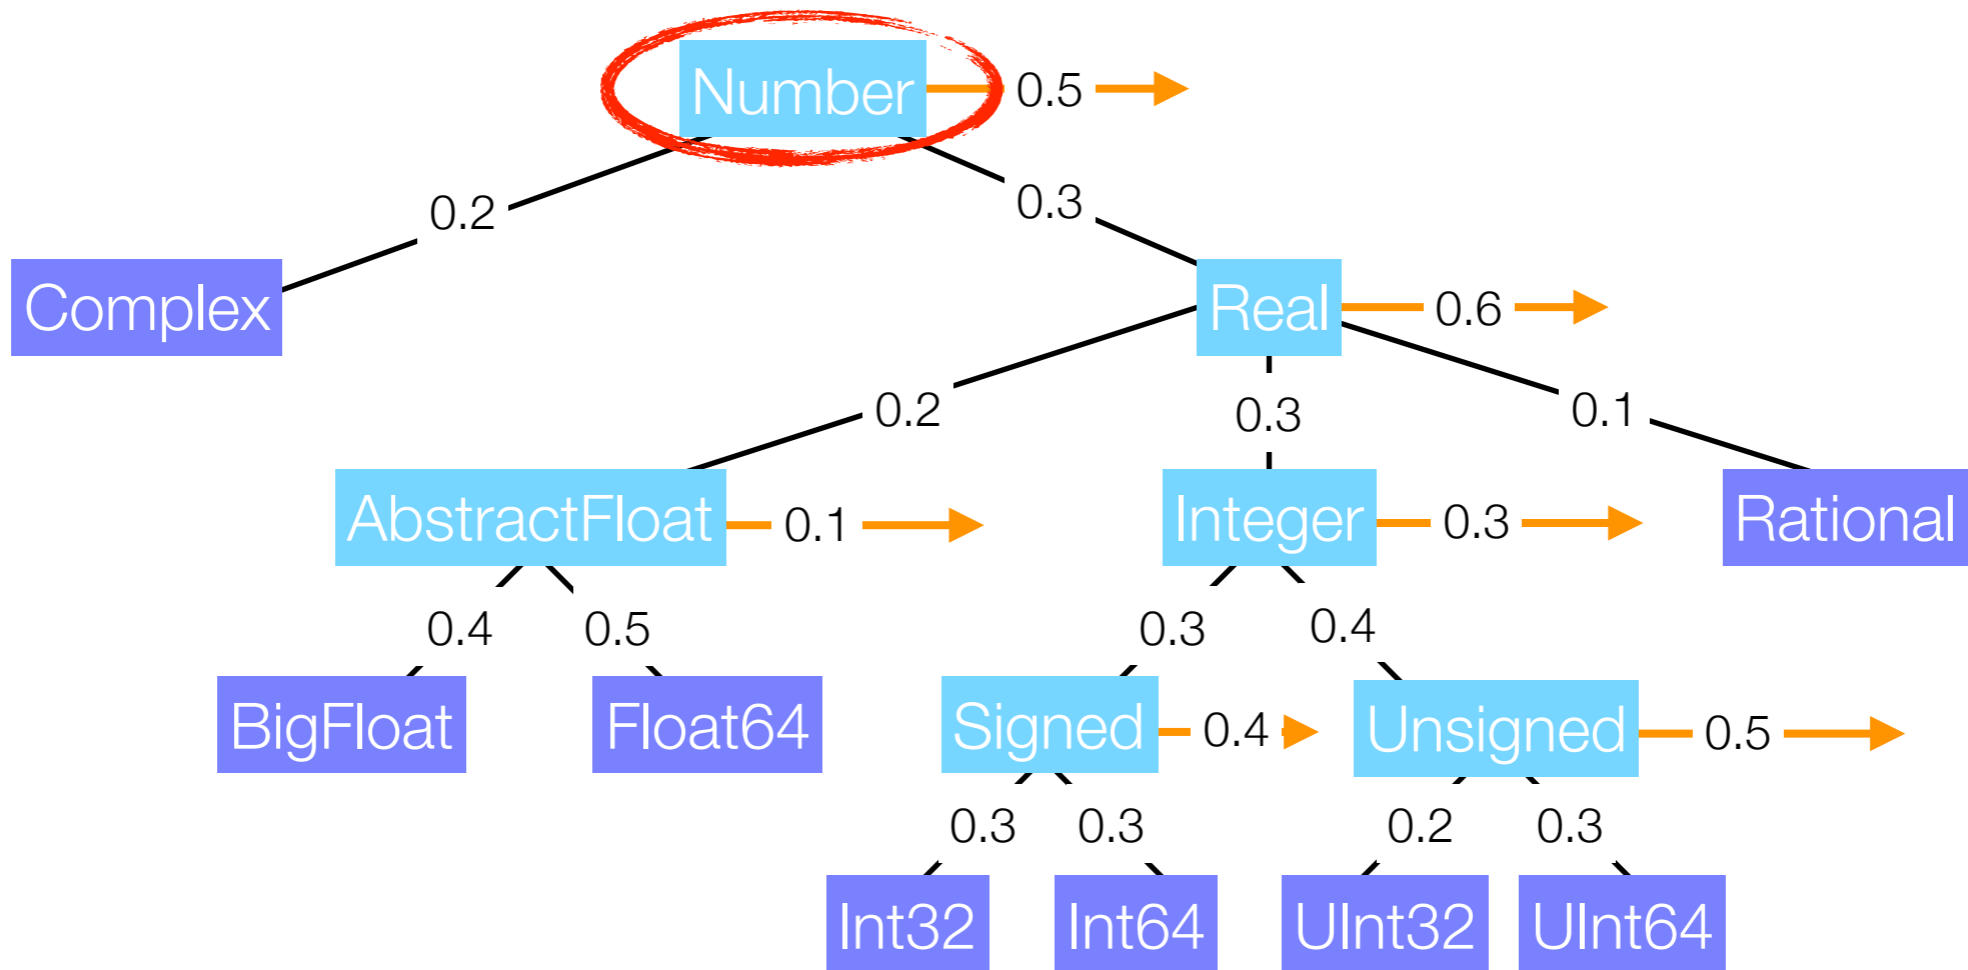 Number 0.5
0.2 0.3
Complex Real 0.6
0.2 0.3 0.1
AbstractFloat 0.1 Integer 0.3 Rational
0.4 0.5 0.3 0.4
BigFloat Float64 Signed 0.4 Unsigned 0.5
0.3 0.3 0.2 0.3
Int32 Int64 UInt32 UInt64